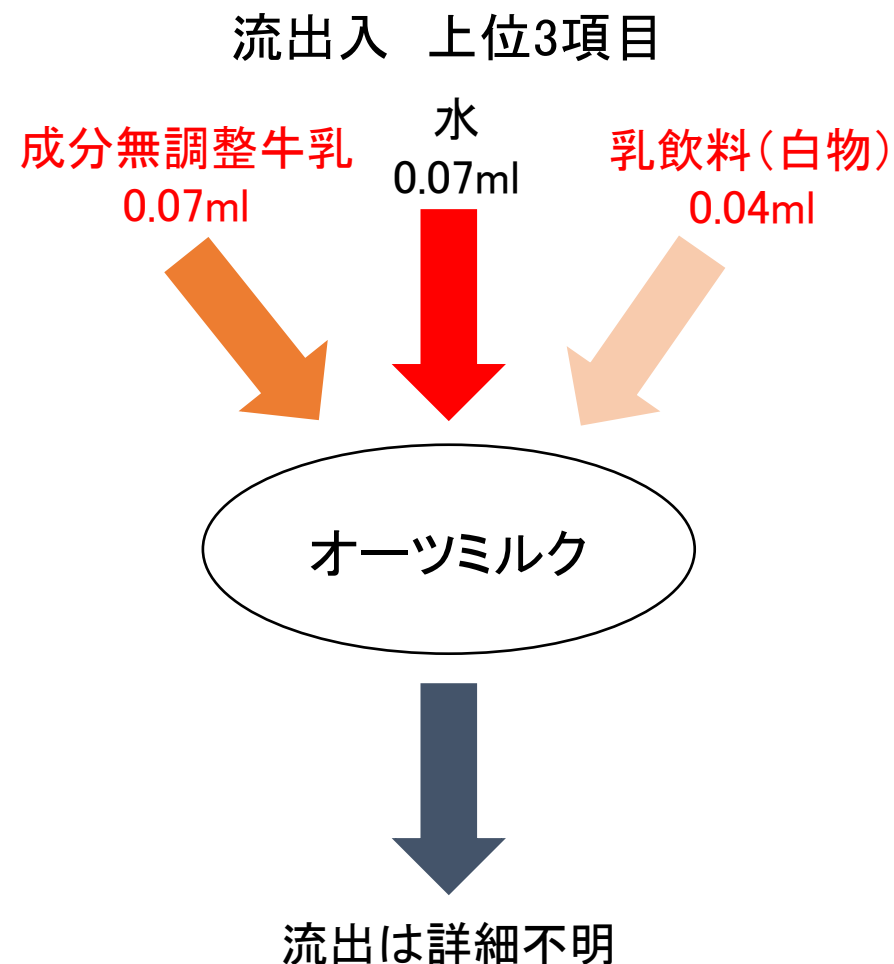 流出入　上位3項目
成分無調整牛乳
0.07ml
水
0.07ml
乳飲料（白物）
0.04ml
オーツミルク
流出は詳細不明